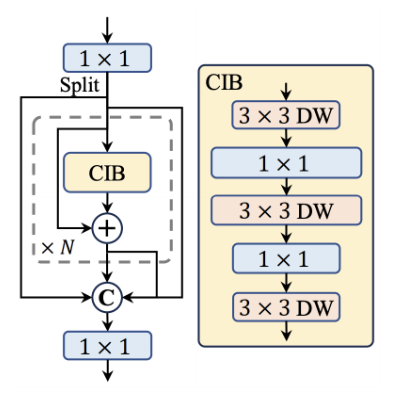 1 × 1
Split
CIB
+
× N
C
1 × 1
CIB
3 × 3 DW
1 × 1
3 × 3 DW
1 × 1
3 × 3 DW